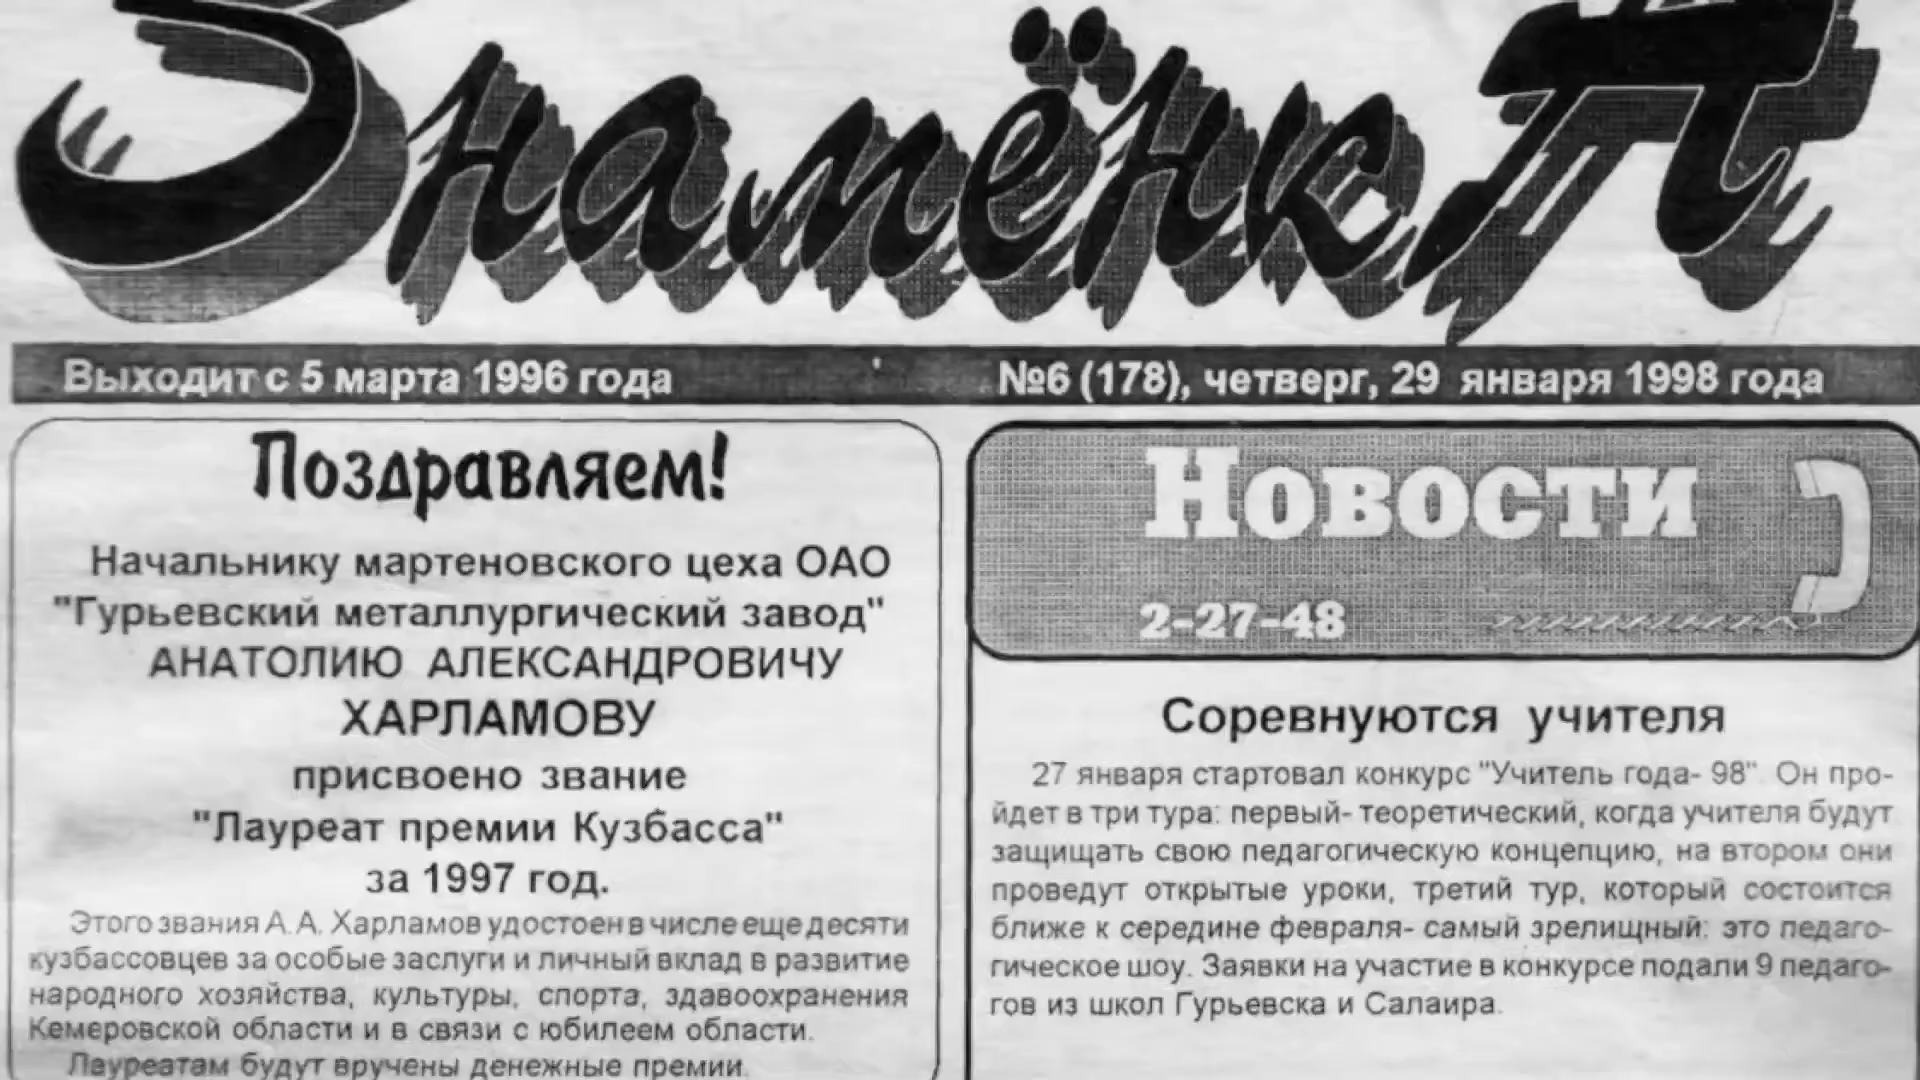 Знамёнка
Выходит с 5 марта 1996 года
№6 (178), четверг, 29 января 1998 года
Поздравляем!
Начальнику мартеновского цеха ОАО
"Гурьевский металлургический завод"
АНАТОЛИЮ АЛЕКСАНДРОВИЧУ
ХАРЛАМОВУ
присвоено звание
"Лауреат премии Кузбасса"
за 1997 год.
Этого звания А.А. Харламов удостоен в числе еще десяти
кузбассовцев за особые заслуги и личный вклад в развитие
народного хозяйства, культуры, спорта, здавоохранения
Кемеровской области и в связи с юбилеем области.
Лауреатам будут вручены денежные премии.
Новости
2-27-48
Соревнуются учителя
27 января стартовал конкурс "Учитель года- 98". Он про-
йдет в три тура: первый- теоретический, когда учителя будут
защищать свою педагогическую концепцию, на втором они
проведут открытые уроки, третий тур, который состоится
ближе к середине февраля- самый зрелищный: это педаго-
гическое шоу. Заявки на участие в конкурсе подали 9 педаго-
гов из школ Гурьевска и Салаира.